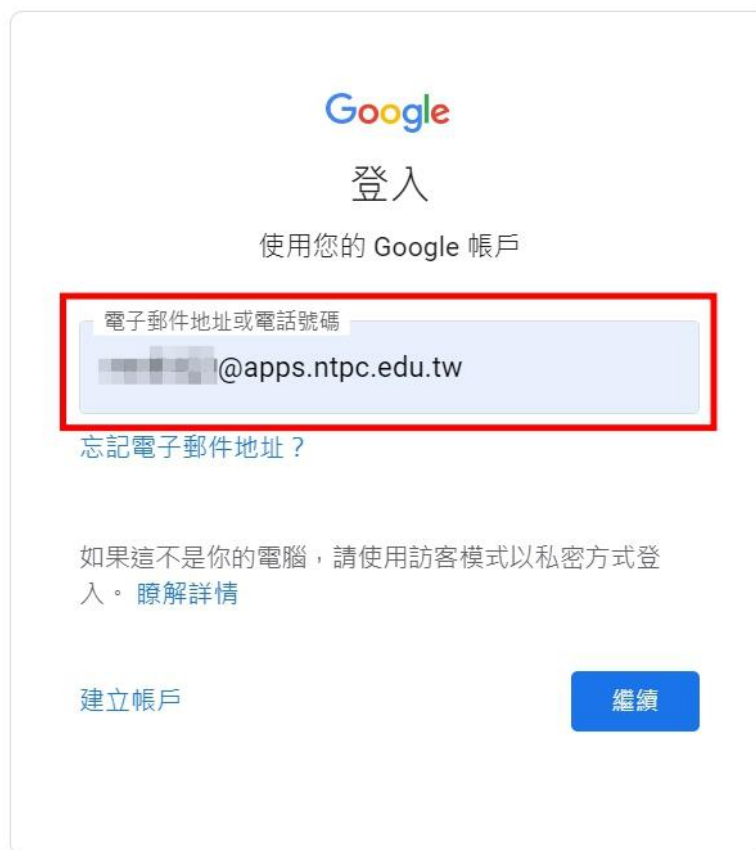 Google
登入
使用您的 Google 帳戶
電子郵件地址或電話號碼
@apps.ntpc.edu.tw
忘記電子郵件地址？
如果這不是你的電腦，請使用訪客模式以私密方式登
入。 瞭解詳情
建立帳戶
繼續